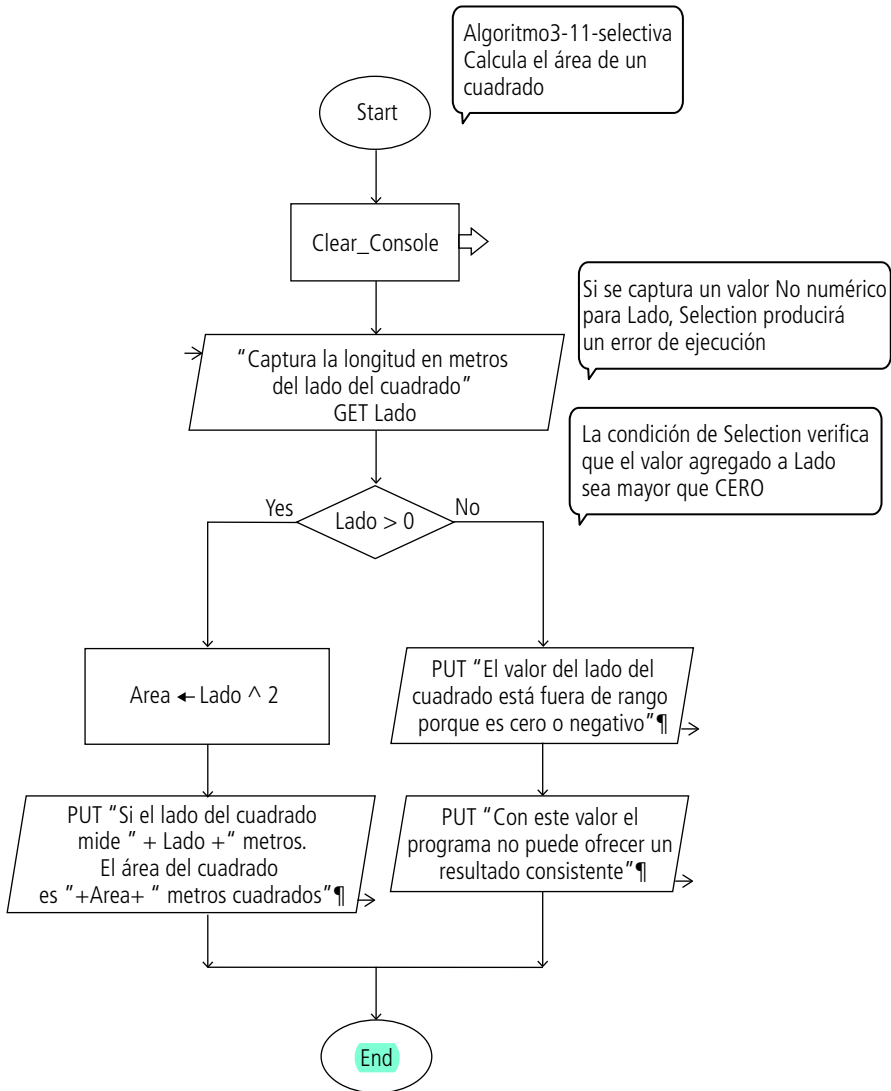 Algoritmo3-11-selectiva
Calcula el área de un
cuadrado
Start
Clear_Console
Si se captura un valor No numérico
para Lado, Selection producirá
un error de ejecución
"Captura la longitud en metros
del lado del cuadrado"
GET Lado
La condición de Selection verifica
que el valor agregado a Lado
sea mayor que CERO
Yes
Lado > 0
No
Area ← Lado ^ 2
PUT "El valor del lado del
cuadrado está fuera de rango
porque es cero o negativo"¶
PUT "Si el lado del cuadrado
mide " + Lado +" metros.
El área del cuadrado
es "+Area+ " metros cuadrados"¶
PUT "Con este valor el
programa no puede ofrecer un
resultado consistente"¶
End